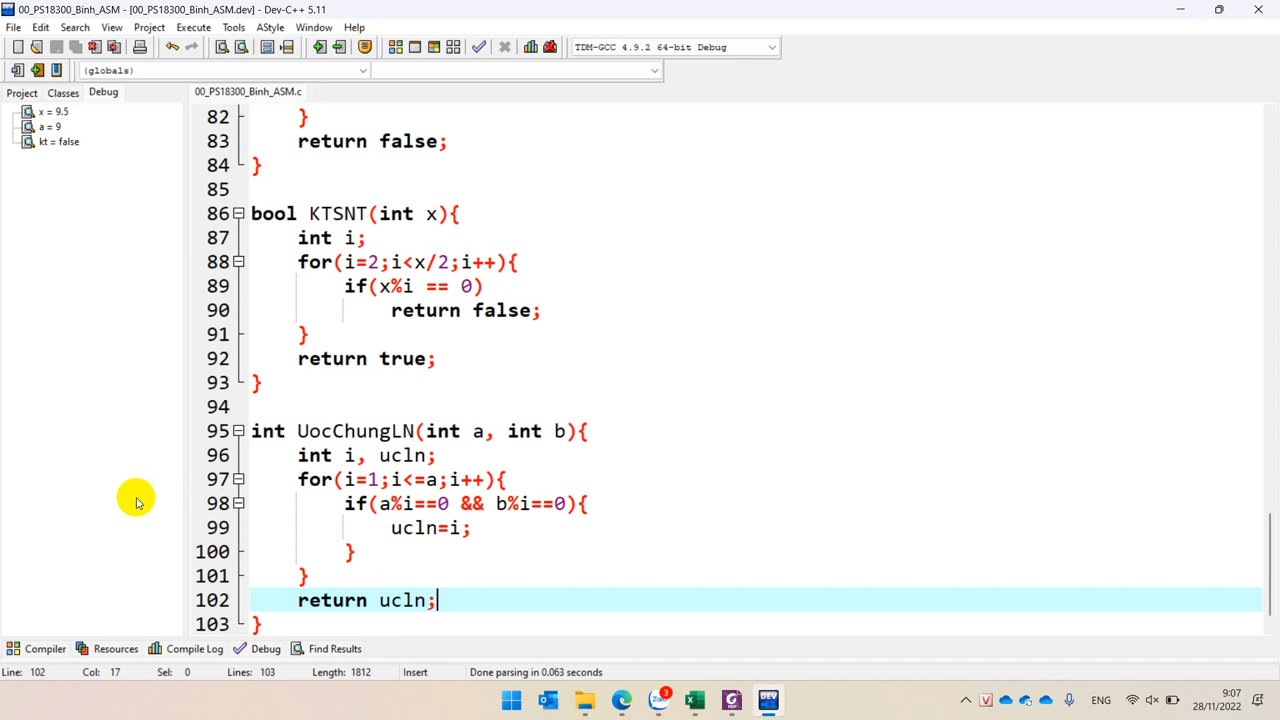 00_PS18300_Binh_ASM - [00_PS18300_Binh_ASM.dev] - Dev-C++ 5.11
File Edit Search View Project Execute Tools AStyle Window Help
TDM-GCC 4.9.2 64-bit Debug
(globals)
Project Classes Debug
00_PS18300_Binh_ASM.c
x = 9.5
a = 9
kt = false
82 }
83 return false;
84 }
85
86 bool KTSNT(int x){
87 int i;
88 for(i=2;i<x/2;i++){
89 if(x%i == 0)
90 return false;
91 }
92 return true;
93 }
94
95 int UocChungLN(int a, int b){
96 int i, ucln;
97 for(i=1;i<=a;i++){
98 if(a%i==0 && b%i==0){
99 ucln=i;
100 }
101 }
102 return ucln;
103 }
Compiler Resources Compile Log Debug Find Results
Line: 102 Col: 17 Sel: 0 Lines: 103 Length: 1812 Insert Done parsing in 0.063 seconds
Zalo 3 PDF DEV V ENG 9:07
28/11/2022